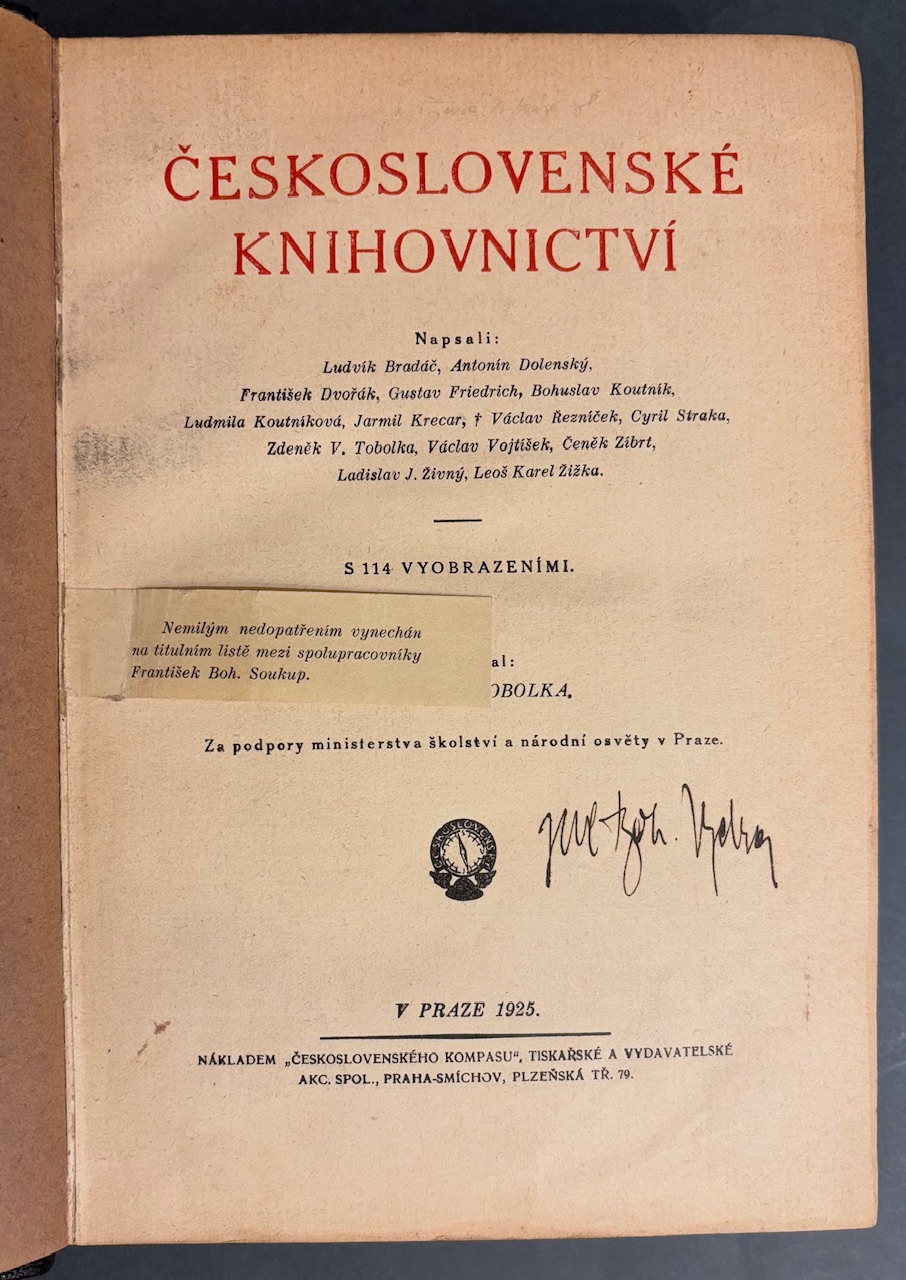 ČESKOSLOVENSKÉ
KNIHOVNICTVÍ
Napsali:
Ludvík Bradáč, Antonín Dolenský,
František Dvořák, Gustav Friedrich, Bohuslav Koutník,
Ludmila Koutníková, Jarmil Krecar, † Václav Řezníček, Cyril Straka,
Zdeněk V. Tobolka, Václav Vojtíšek, Čeněk Zíbrt,
Ladislav J. Živný, Leoš Karel Žižka.
S 114 VYOBRAZENÍMI.
Nemilým nedopatřením vynechán
na titulním listě mezi spolupracovníky
František Boh. Soukup.
al:
OBOLKA.
Za podpory ministerstva školství a národní osvěty v Praze.
Boh.
V PRAZE 1925.
NÁKLADEM „ČESKOSLOVENSKÉHO KOMPASU“, TISKAŘSKÉ A VYDAVATELSKÉ
AKC. SPOL., PRAHA-SMÍCHOV, PLZEŇSKÁ TŘ. 79.